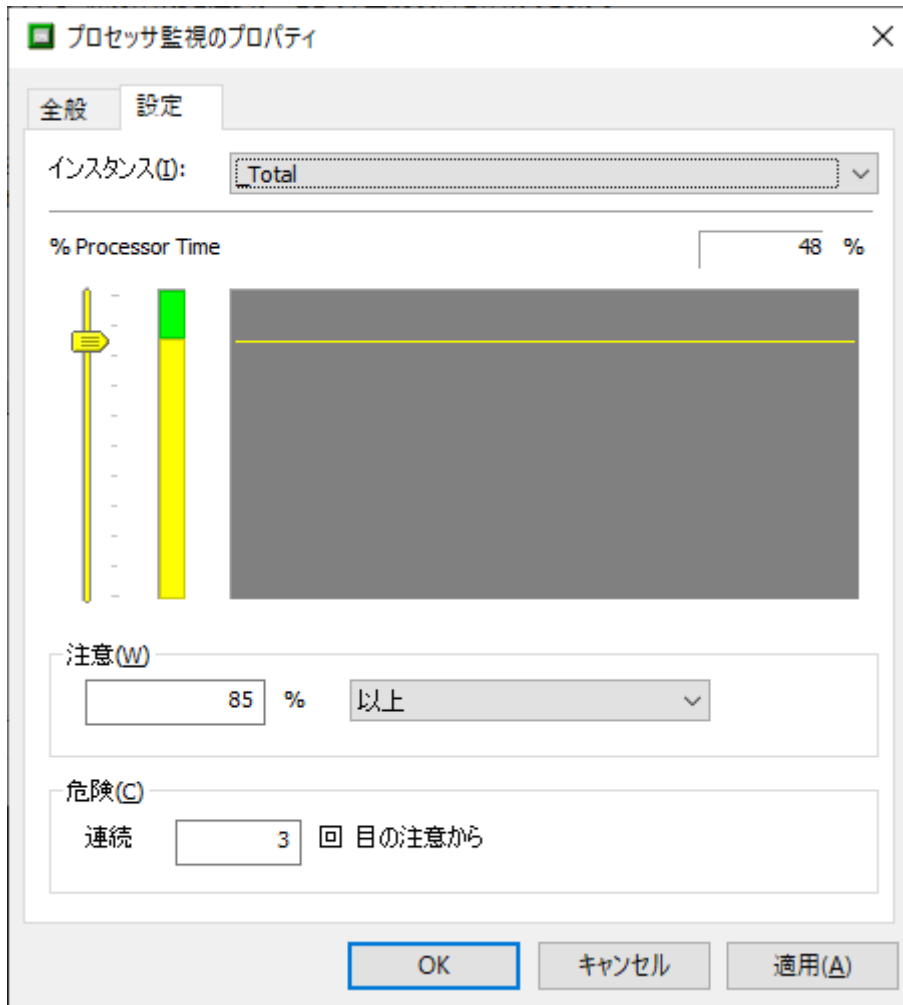 プロセッサ監視のプロパティ
全般 設定
インスタンス(I): _Total
% Processor Time 48 %
注意(W)
85 % 以上
危険(C)
連続 3 回 目の注意から
OK キャンセル 適用(A)